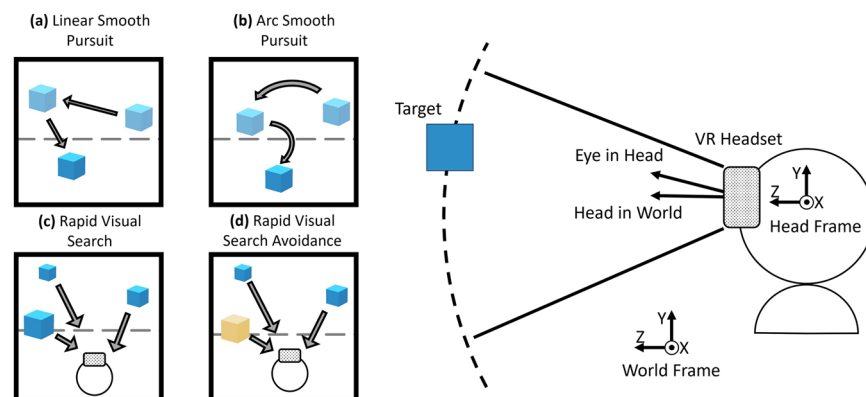 (a) Linear Smooth
Pursuit
(b) Arc Smooth
Pursuit
(c) Rapid Visual
Search
(d) Rapid Visual
Search Avoidance
Target
VR Headset
Eye in Head
Head in World
Y
Z
X
Head Frame
Y
Z
X
World Frame